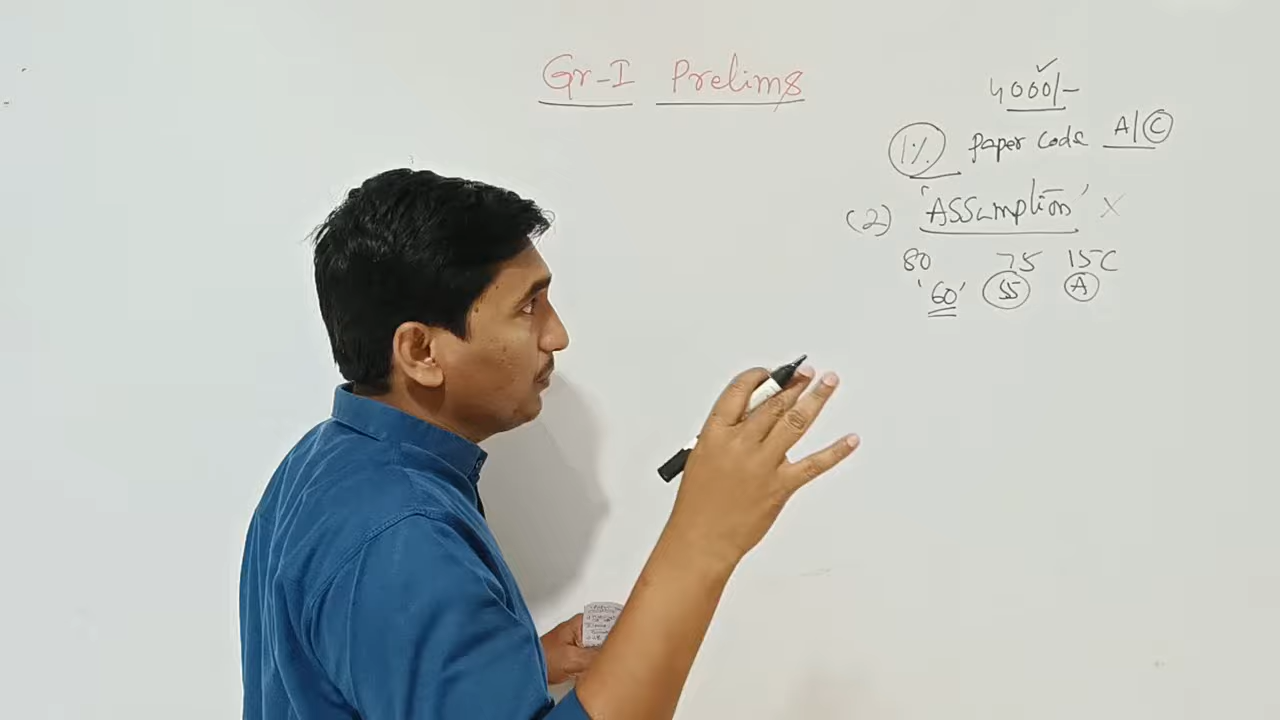 Gr-I Prelims
4000/-
1% paper code A/C
(2) 'Assumption' X
80 75 15C
'60' 55 A